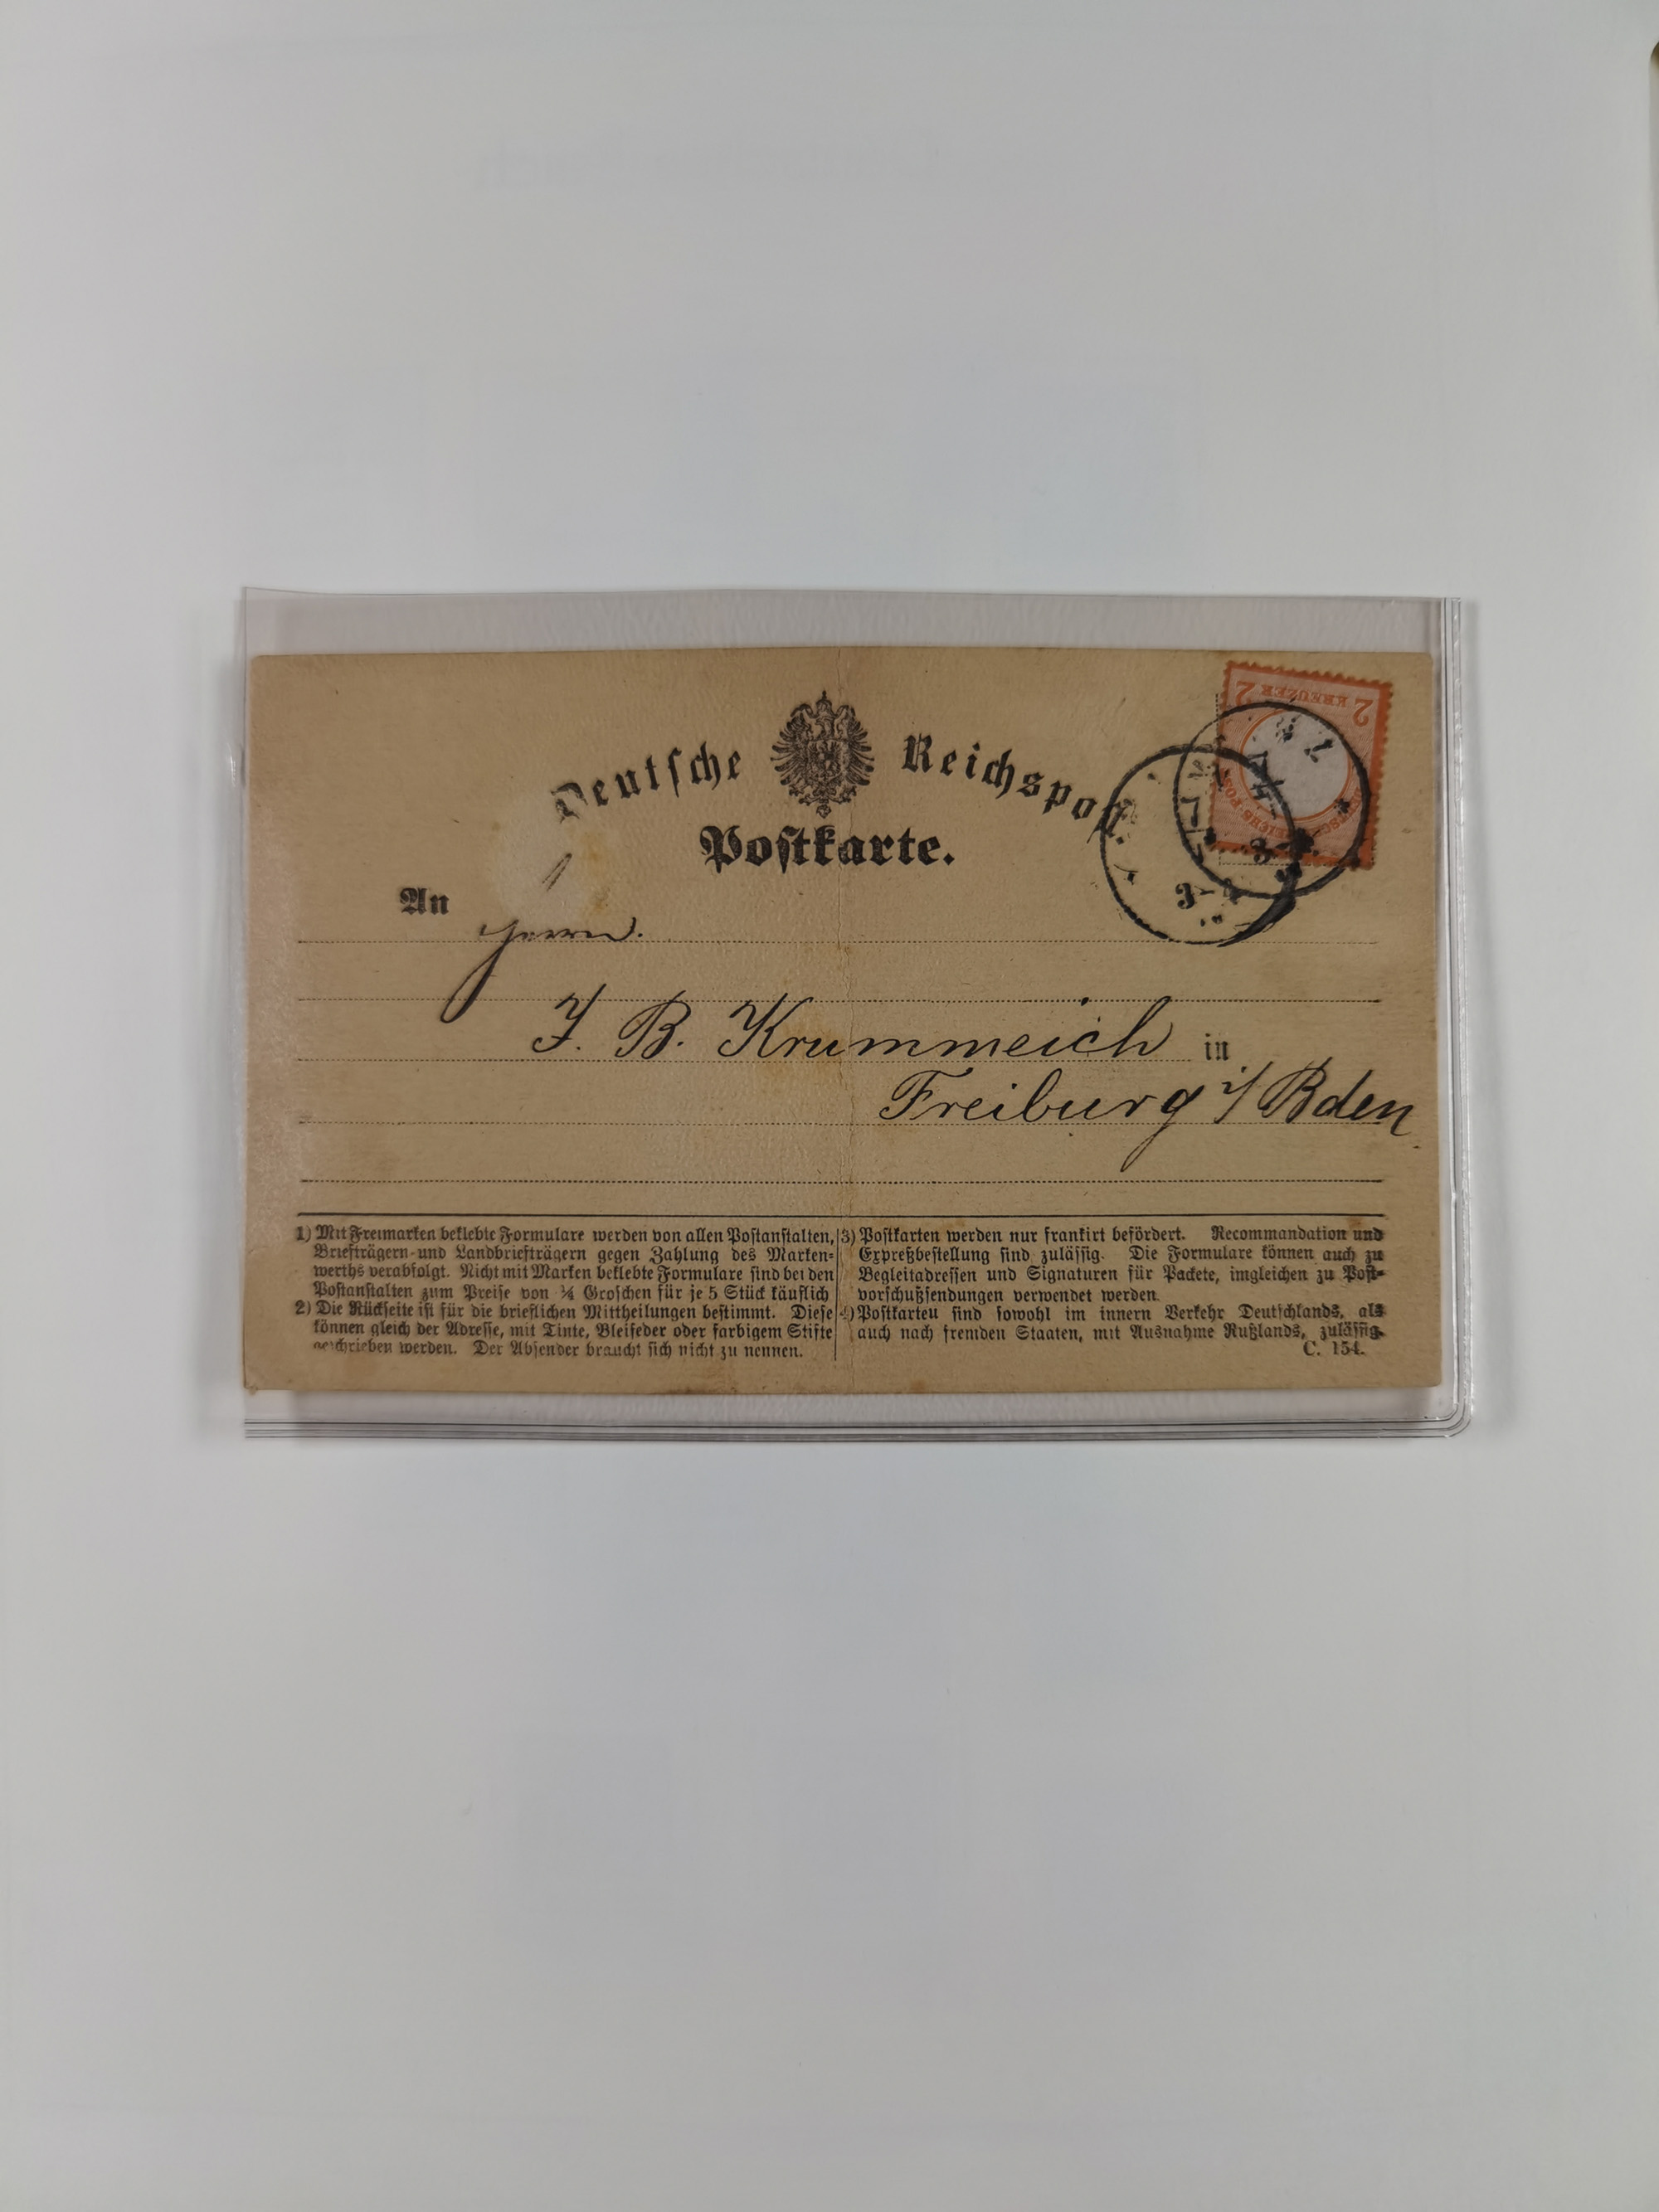 Deutsche Reichspost.
Postkarte.
2 KREUZER 2
An
Herrn.
J. B. Krummeich in
Freiburg i/ Bden
1) Mit Freimarken beklebte Formulare werden von allen Postanstalten,
Briefträgern und Landbriefträgern gegen Zahlung des Marken-
werths verabfolgt. Nicht mit Marken beklebte Formulare sind bei den
Postanstalten zum Preise von ¼ Groschen für je 5 Stück käuflich
2) Die Rückseite ist für die brieflichen Mittheilungen bestimmt. Diese
können gleich der Adresse, mit Tinte, Bleifeder oder farbigem Stifte
geschrieben werden. Der Absender braucht sich nicht zu nennen.
3) Postkarten werden nur frankirt befördert. Recommandation und
Expreßbestellung sind zulässig. Die Formulare können auch zu
Begleitadressen und Signaturen für Packete, imgleichen zu Post-
vorschußsendungen verwendet werden.
4) Postkarten sind sowohl im innern Verkehr Deutschlands, als
auch nach fremden Staaten, mit Ausnahme Rußlands, zulässig.
C. 154.